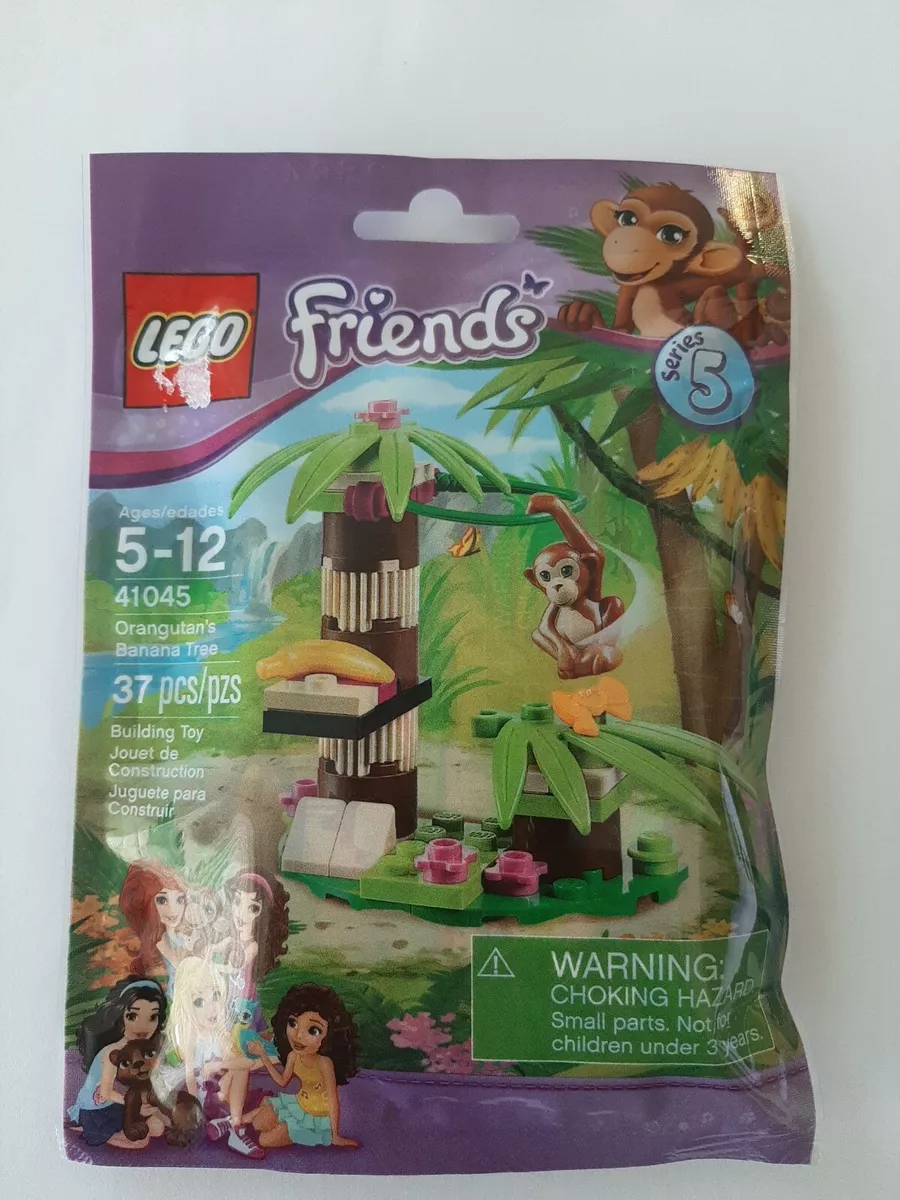 LEGO
Friends
Series
5
Ages/edades
5-12
41045
Orangutan's
Banana Tree
37 pcs/pzs
Building Toy
Jouet de
Construction
Juguete para
Construir
WARNING:
CHOKING HAZARD
Small parts. Not for
children under 3 years.